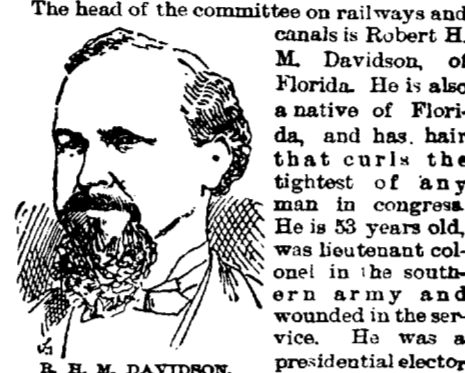 The head of the committee on railways and
canals is Robert H.
M. Davidson, of
Florida. He is also
a native of Flori-
da, and has hair
that curls the
tightest of any
man in congress.
He is 53 years old,
was lieutenant col-
onel in the south-
ern army and
wounded in the ser-
vice. He was a
presidential elector
R. H. M. DAVIDSON.